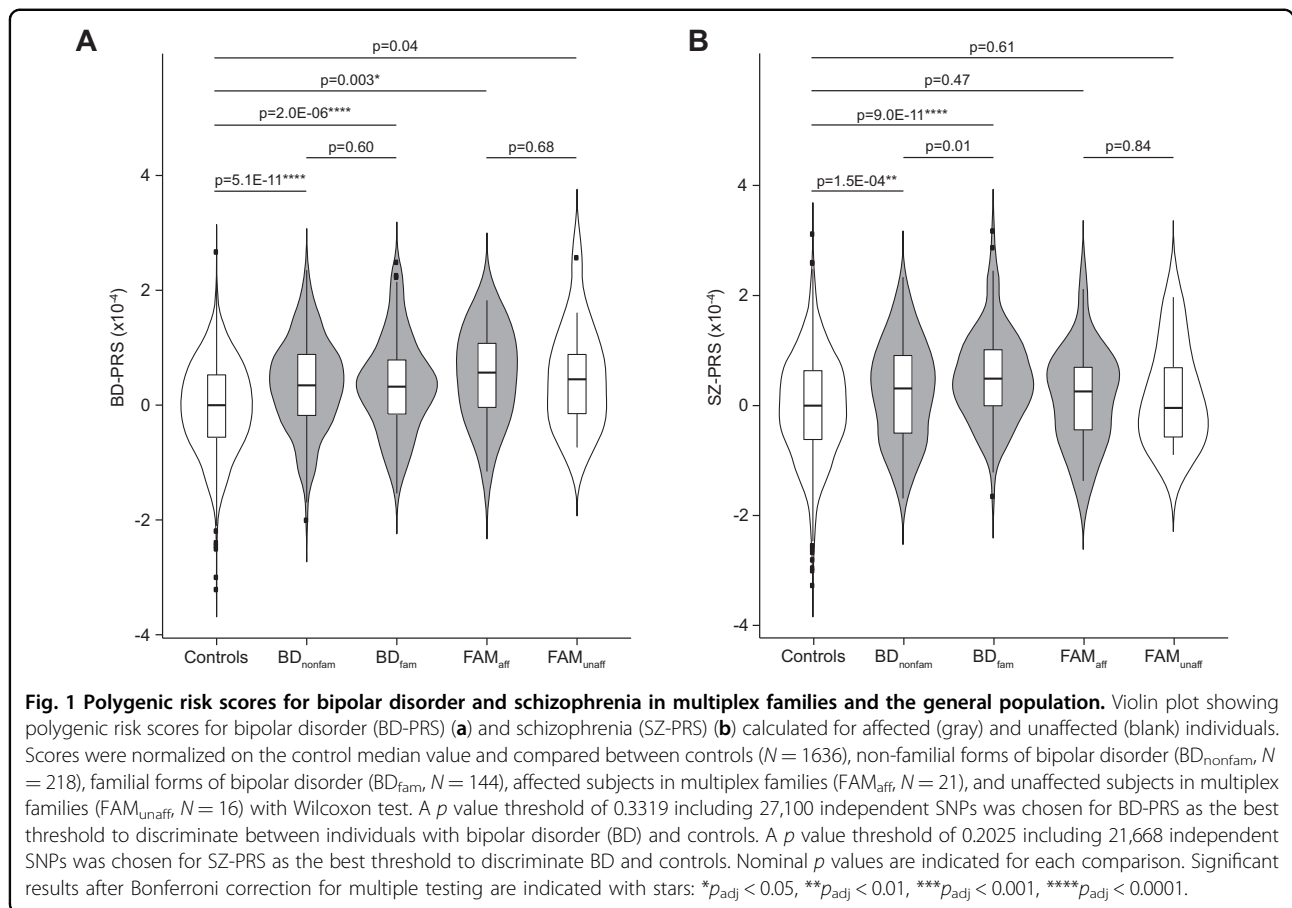 A
p=0.04
p=0.003*
p=2.0E-06****
p=0.60
p=0.68
p=5.1E-11****
BD-PRS (x10-4)
4
2
0
-2
-4
Controls
BDnonfam
BDfam
FAMaff
FAMunaff
B
p=0.61
p=0.47
p=9.0E-11****
p=0.01
p=0.84
p=1.5E-04**
SZ-PRS (x10-4)
4
2
0
-2
-4
Controls
BDnonfam
BDfam
FAMaff
FAMunaff
Fig. 1 Polygenic risk scores for bipolar disorder and schizophrenia in multiplex families and the general population. Violin plot showing
polygenic risk scores for bipolar disorder (BD-PRS) (a) and schizophrenia (SZ-PRS) (b) calculated for affected (gray) and unaffected (blank) individuals.
Scores were normalized on the control median value and compared between controls (N = 1636), non-familial forms of bipolar disorder (BDnonfam, N
= 218), familial forms of bipolar disorder (BDfam, N = 144), affected subjects in multiplex families (FAMaff, N = 21), and unaffected subjects in multiplex
families (FAMunaff, N = 16) with Wilcoxon test. A p value threshold of 0.3319 including 27,100 independent SNPs was chosen for BD-PRS as the best
threshold to discriminate between individuals with bipolar disorder (BD) and controls. A p value threshold of 0.2025 including 21,668 independent
SNPs was chosen for SZ-PRS as the best threshold to discriminate BD and controls. Nominal p values are indicated for each comparison. Significant
results after Bonferroni correction for multiple testing are indicated with stars: *padj < 0.05, **padj < 0.01, ***padj < 0.001, ****padj < 0.0001.